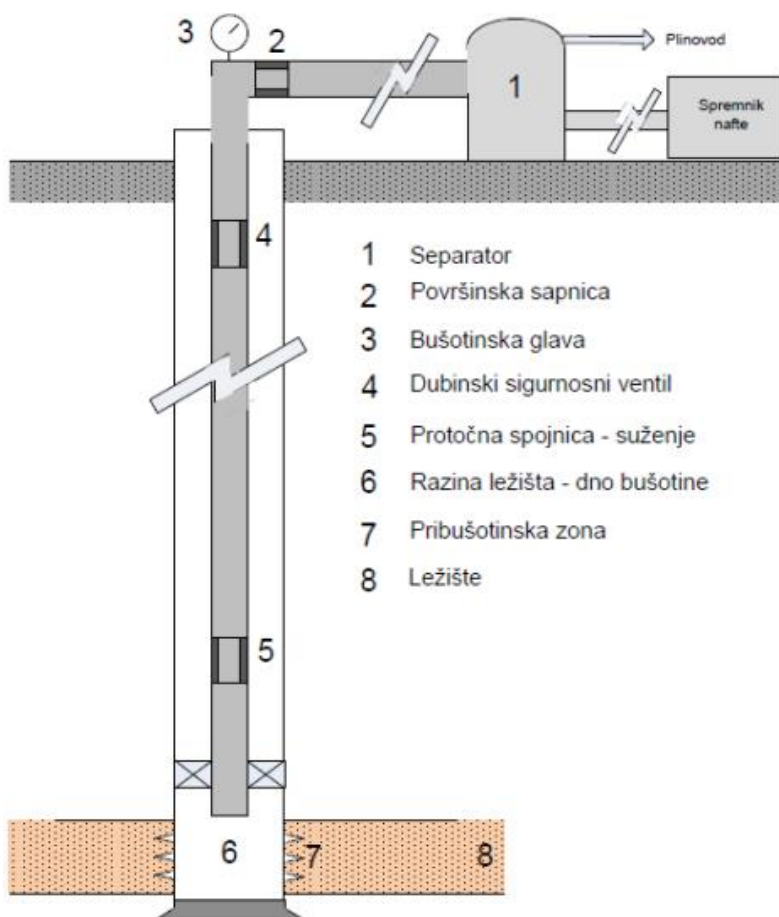 3
2
1
Plinovod
Spremnik
nafte
4
1 Separator
2 Površinska sapnica
3 Bušotinska glava
4 Dubinski sigurnosni ventil
5 Protočna spojnica - suženje
6 Razina ležišta - dno bušotine
7 Pribušotinska zona
8 Ležište
5
6
7
8